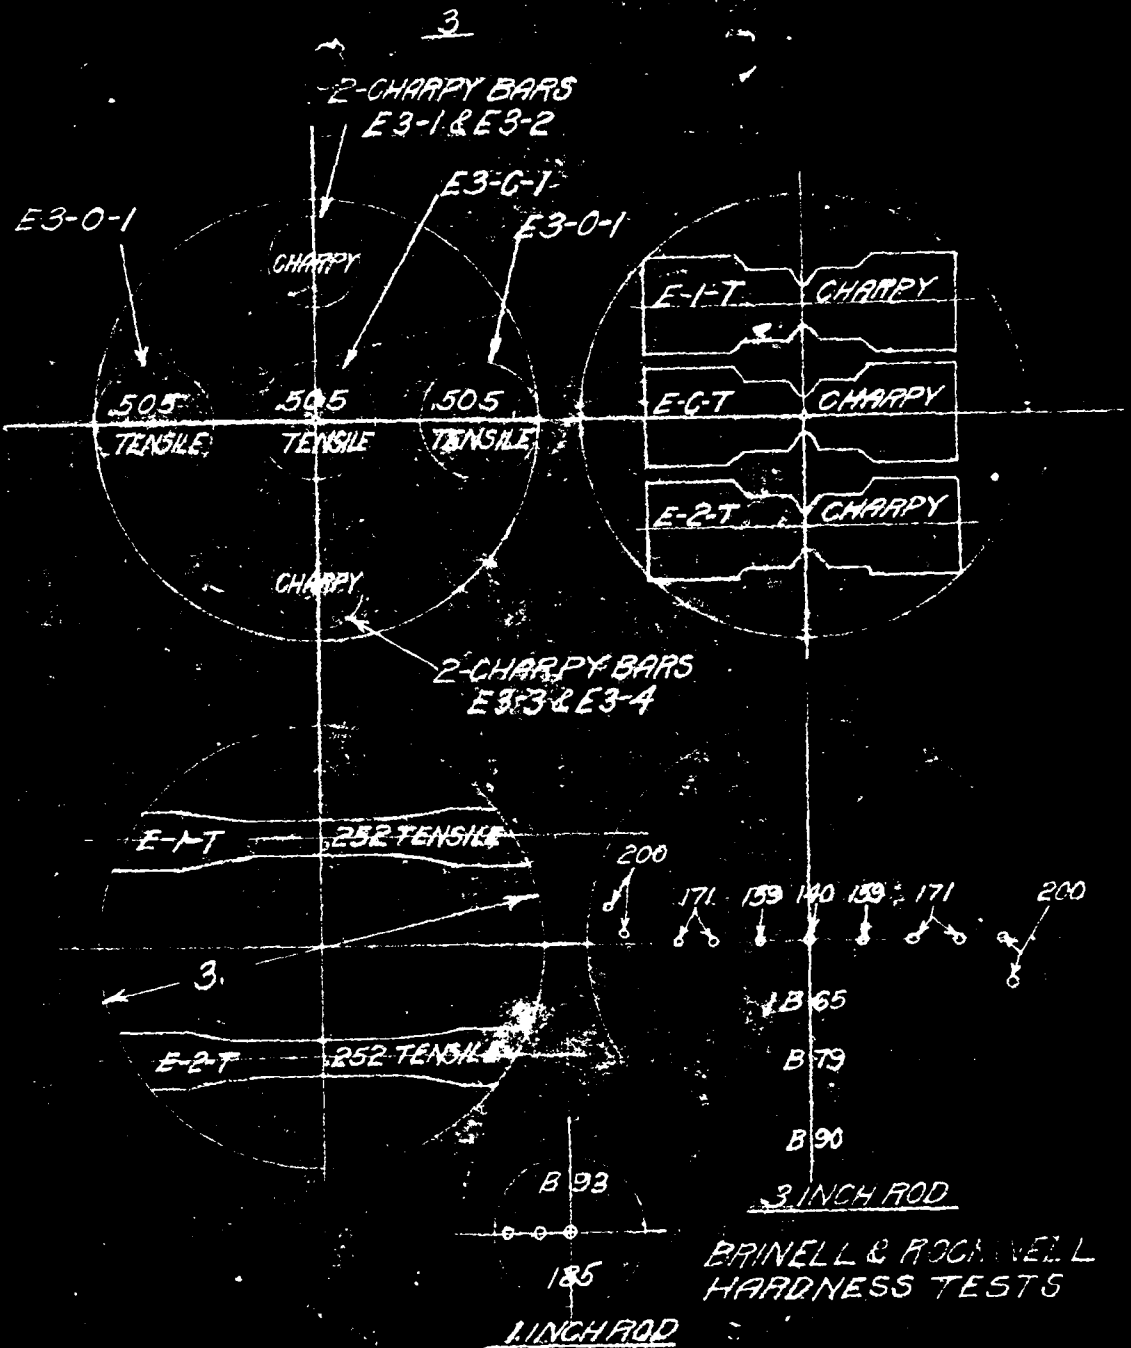 3
2-CHARPY BARS
E3-1 & E3-2
E3-C-1
E3-O-1
E3-O-1
CHARPY
.505
TENSILE
.505
TENSILE
.505
TENSILE
CHARPY
2-CHARPY BARS
E3-3 & E3-4
E-1-T CHARPY
E-C-T CHARPY
E-2-T CHARPY
E-1-T .252 TENSILE
3.
E-2-T .252 TENSILE
200
171 159 140 159 171
200
B 65
B 79
B 90
3 INCH ROD
B 93
185
1 INCH ROD
BRINELL & ROCKWELL
HARDNESS TESTS